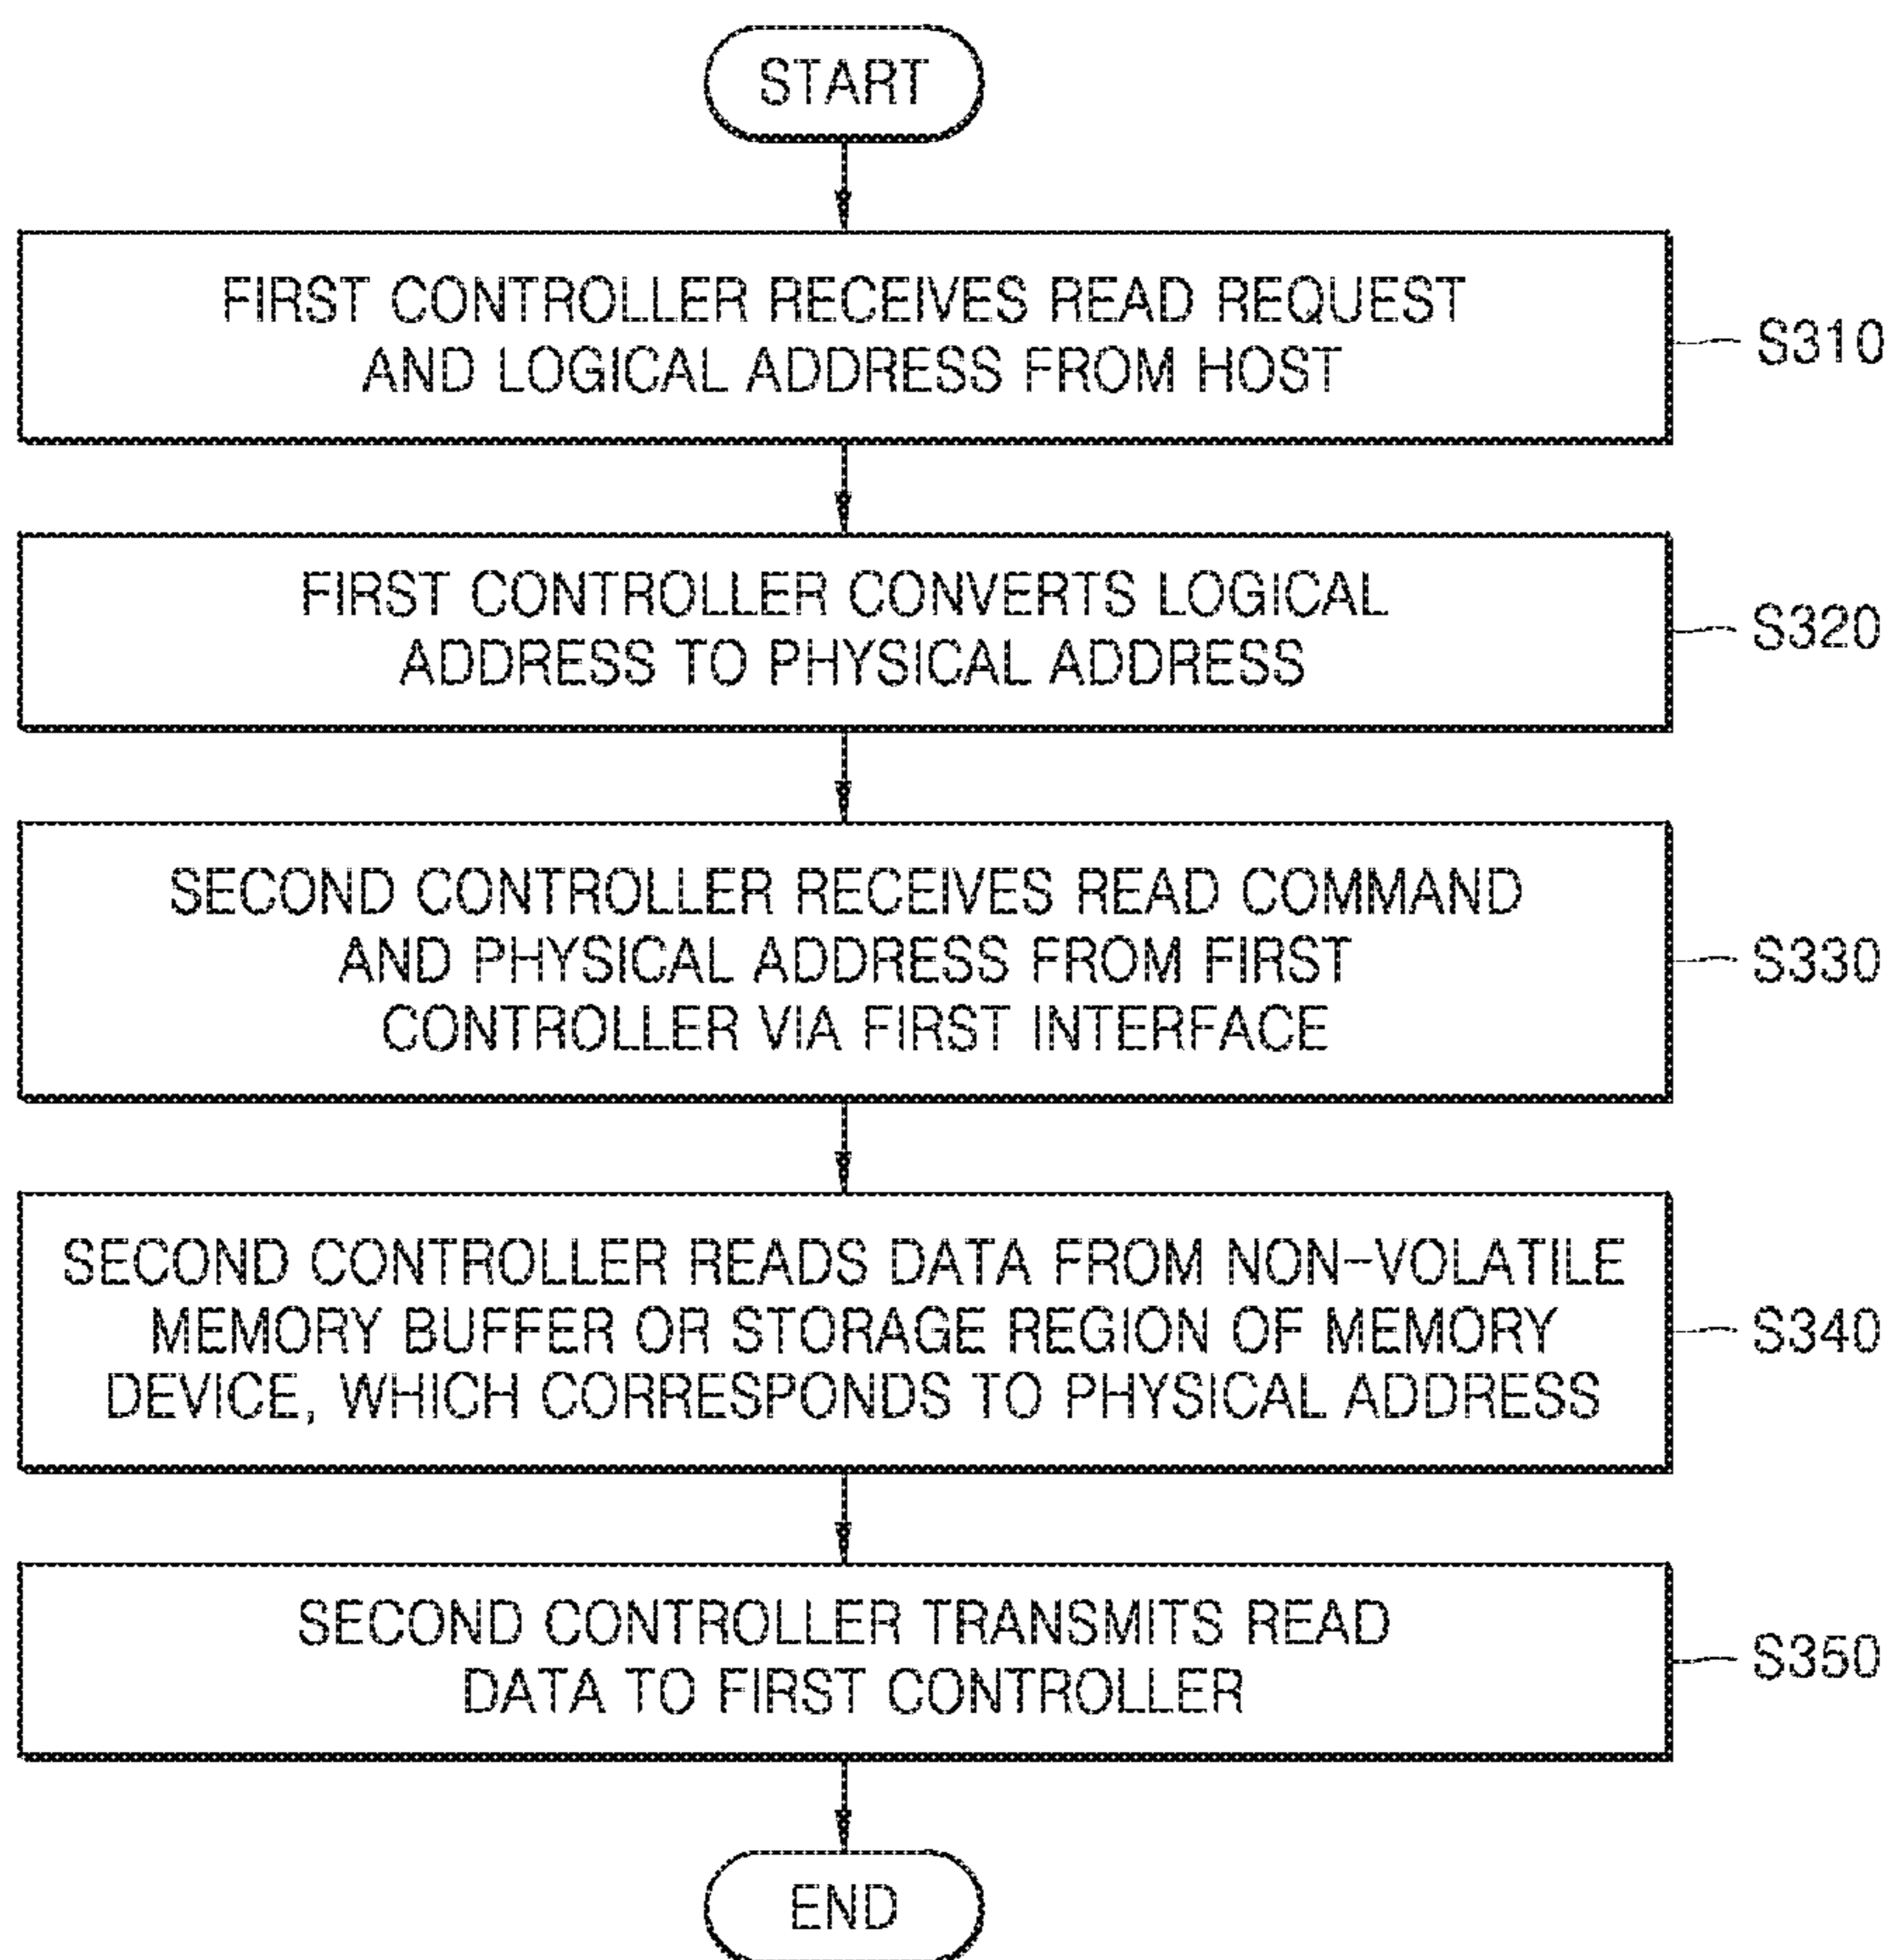 START
FIRST CONTROLLER RECEIVES READ REQUEST
AND LOGICAL ADDRESS FROM HOST
S310
FIRST CONTROLLER CONVERTS LOGICAL
ADDRESS TO PHYSICAL ADDRESS
S320
SECOND CONTROLLER RECEIVES READ COMMAND
AND PHYSICAL ADDRESS FROM FIRST
CONTROLLER VIA FIRST INTERFACE
S330
SECOND CONTROLLER READS DATA FROM NON-VOLATILE
MEMORY BUFFER OR STORAGE REGION OF MEMORY
DEVICE, WHICH CORRESPONDS TO PHYSICAL ADDRESS
S340
SECOND CONTROLLER TRANSMITS READ
DATA TO FIRST CONTROLLER
S350
END